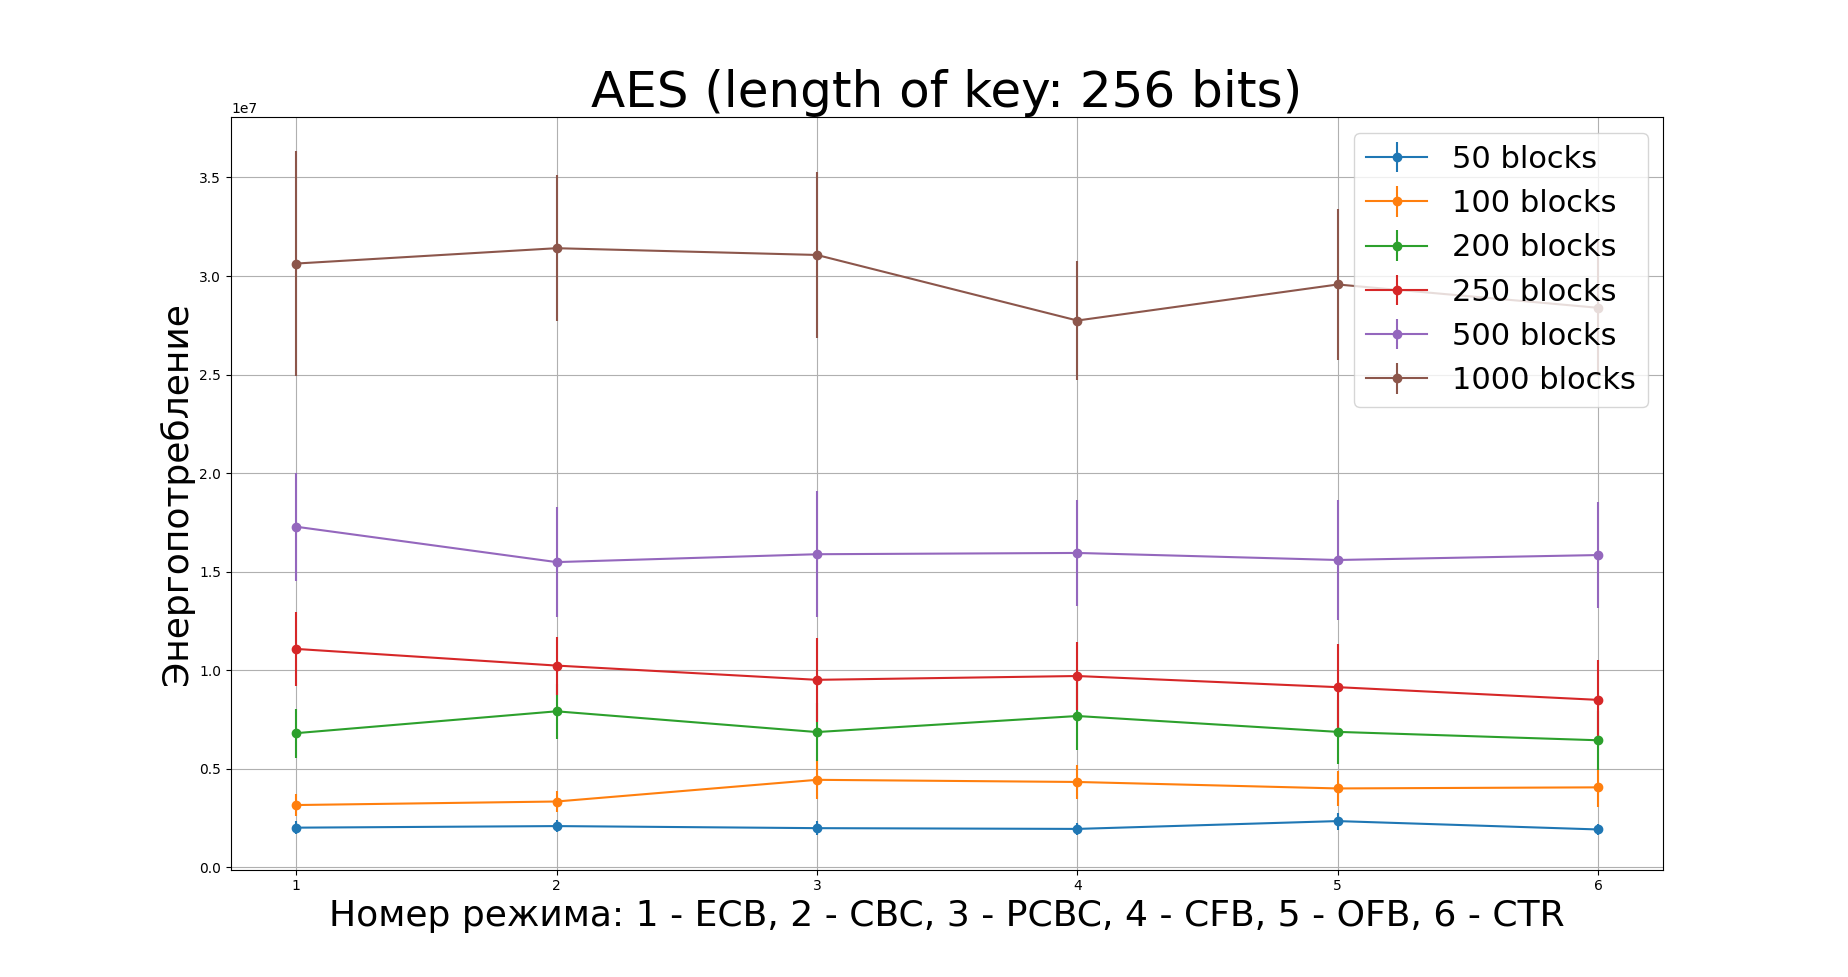 AES (length of key: 256 bits)
1e7
3.5
3.0
2.5
2.0
1.5
1.0
0.5
0.0
Энергопотребление
50 blocks
100 blocks
200 blocks
250 blocks
500 blocks
1000 blocks
1
2
3
4
5
6
Номер режима: 1 - ECB, 2 - CBC, 3 - PCBC, 4 - CFB, 5 - OFB, 6 - CTR